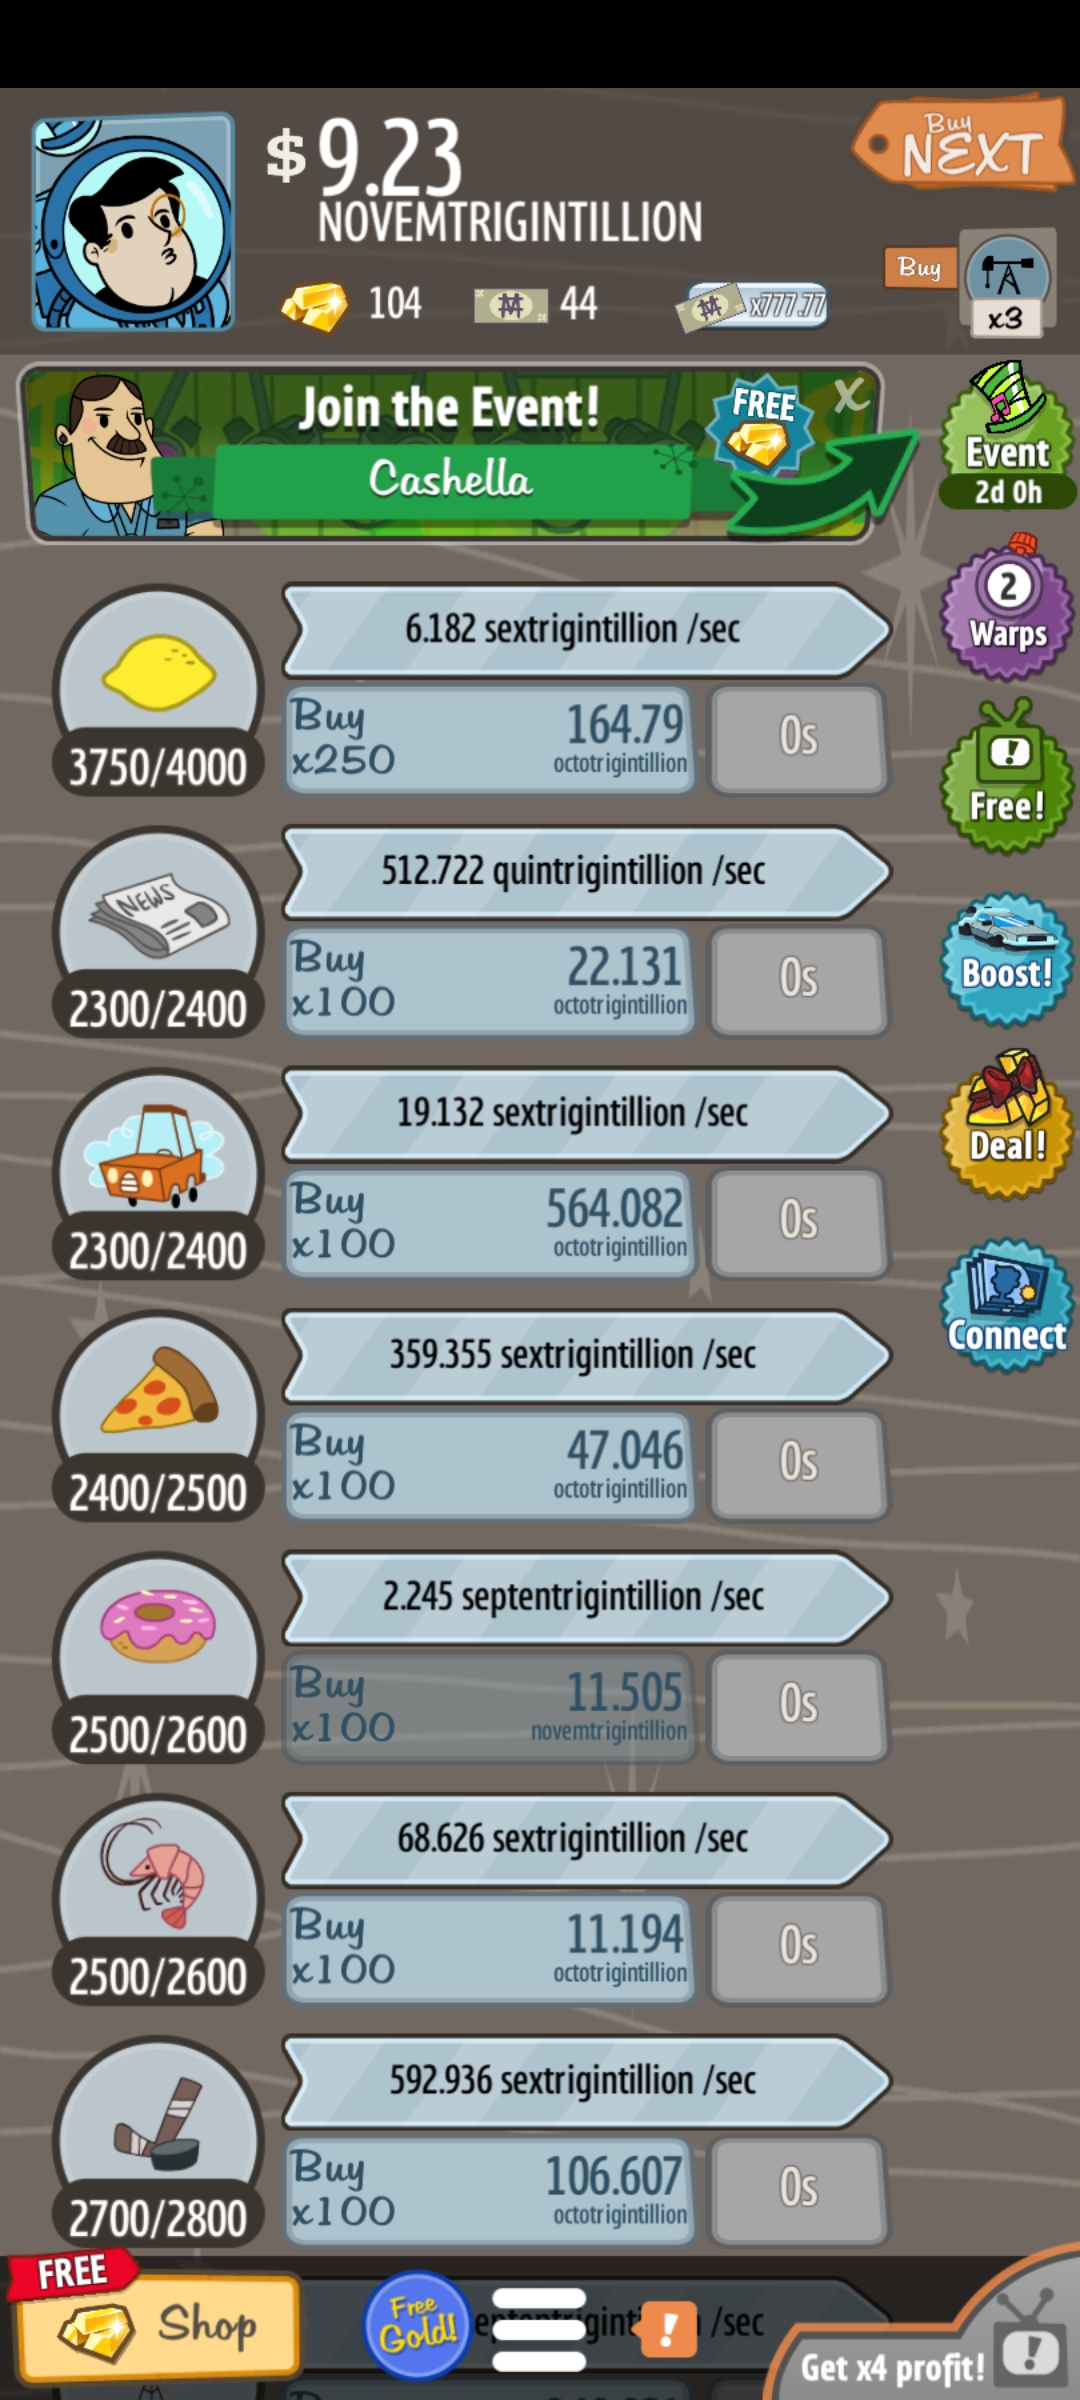 $ 9.23
NOVEMTRIGINTILLION
Buy
NEXT
104
44
x777.77
Buy
x3
Join the Event!
Cashella
FREE
X
Event
2d 0h
2
Warps
!
Free!
Boost!
Deal!
Connect
6.182 sextrigintillion /sec
3750/4000
Buy
x250
164.79
octotrigintillion
0s
NEWS
512.722 quintrigintillion /sec
2300/2400
Buy
x100
22.131
octotrigintillion
0s
19.132 sextrigintillion /sec
2300/2400
Buy
x100
564.082
octotrigintillion
0s
359.355 sextrigintillion /sec
2400/2500
Buy
x100
47.046
octotrigintillion
0s
2.245 septentrigintillion /sec
2500/2600
Buy
x100
11.505
novemtrigintillion
0s
68.626 sextrigintillion /sec
2500/2600
Buy
x100
11.194
octotrigintillion
0s
592.936 sextrigintillion /sec
2700/2800
Buy
x100
106.607
octotrigintillion
0s
FREE
Shop
Free
Gold!
!
/sec
Get x4 profit!
!